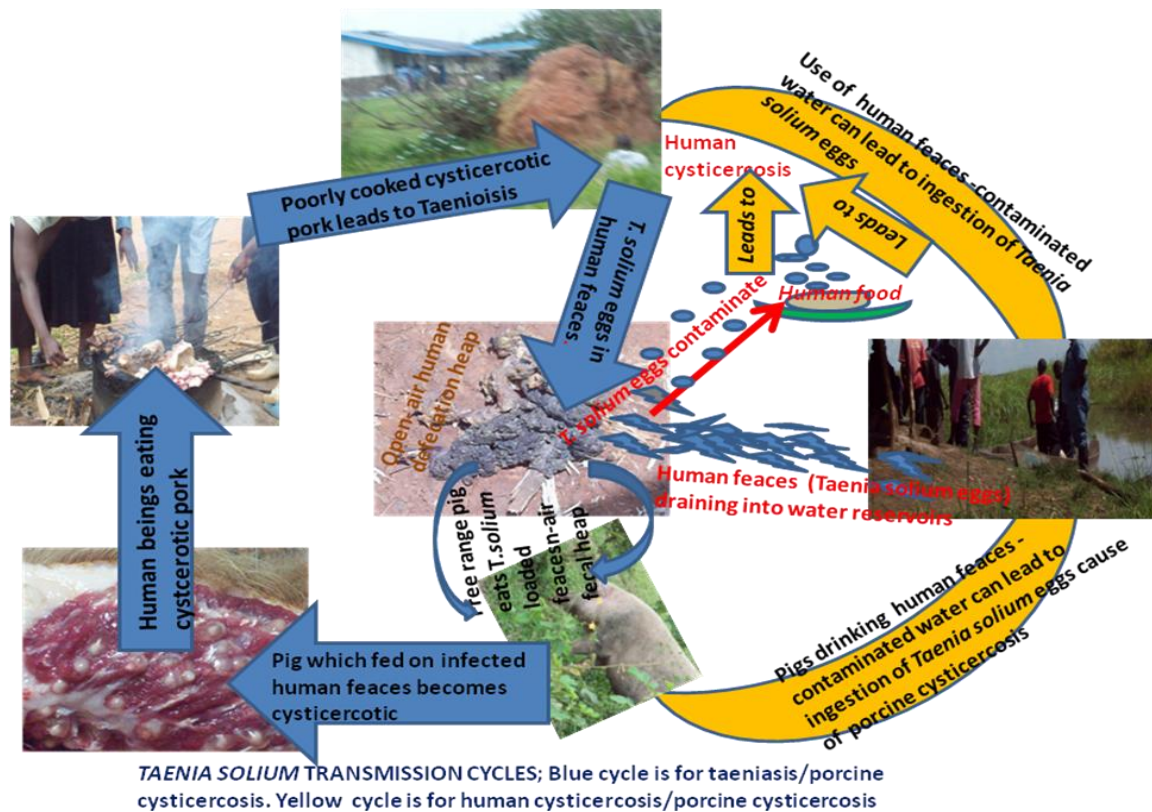 Use of human feaces-contaminated
water can lead to ingestion of Taenia
solium eggs
Human
cysticercosis
Poorly cooked cysticercotic
pork leads to Taenioisis
T.solium eggs in
human feaces.
Leads to
Leads to
Human food
T. solium eggs contaminate
Open-air human
defecation heap
Human feaces (Taenia solium eggs)
draining into water reservoirs
Human beings eating
cystcerotic pork
Free range pig
eats T.solium
loaded
feacesn-air
fecal heap
Pigs drinking human feaces -
contaminated water can lead to
ingestion of Taenia solium eggs cause
of porcine cysticercosis
Pig which fed on infected
human feaces becomes
cysticercotic
TAENIA SOLIUM TRANSMISSION CYCLES; Blue cycle is for taeniasis/porcine
cysticercosis. Yellow cycle is for human cysticercosis/porcine cysticercosis